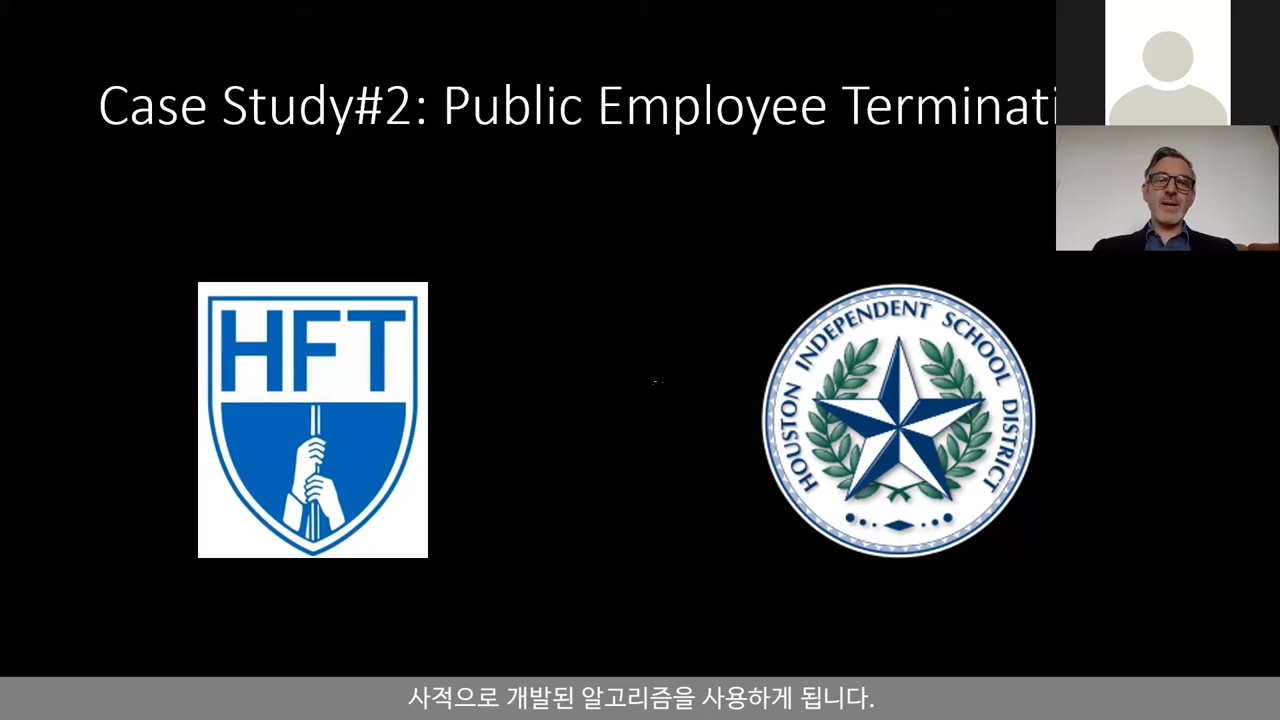 Case Study#2: Public Employee Terminati
HFT
HOUSTON INDEPENDENT SCHOOL DISTRICT
사적으로 개발된 알고리즘을 사용하게 됩니다.